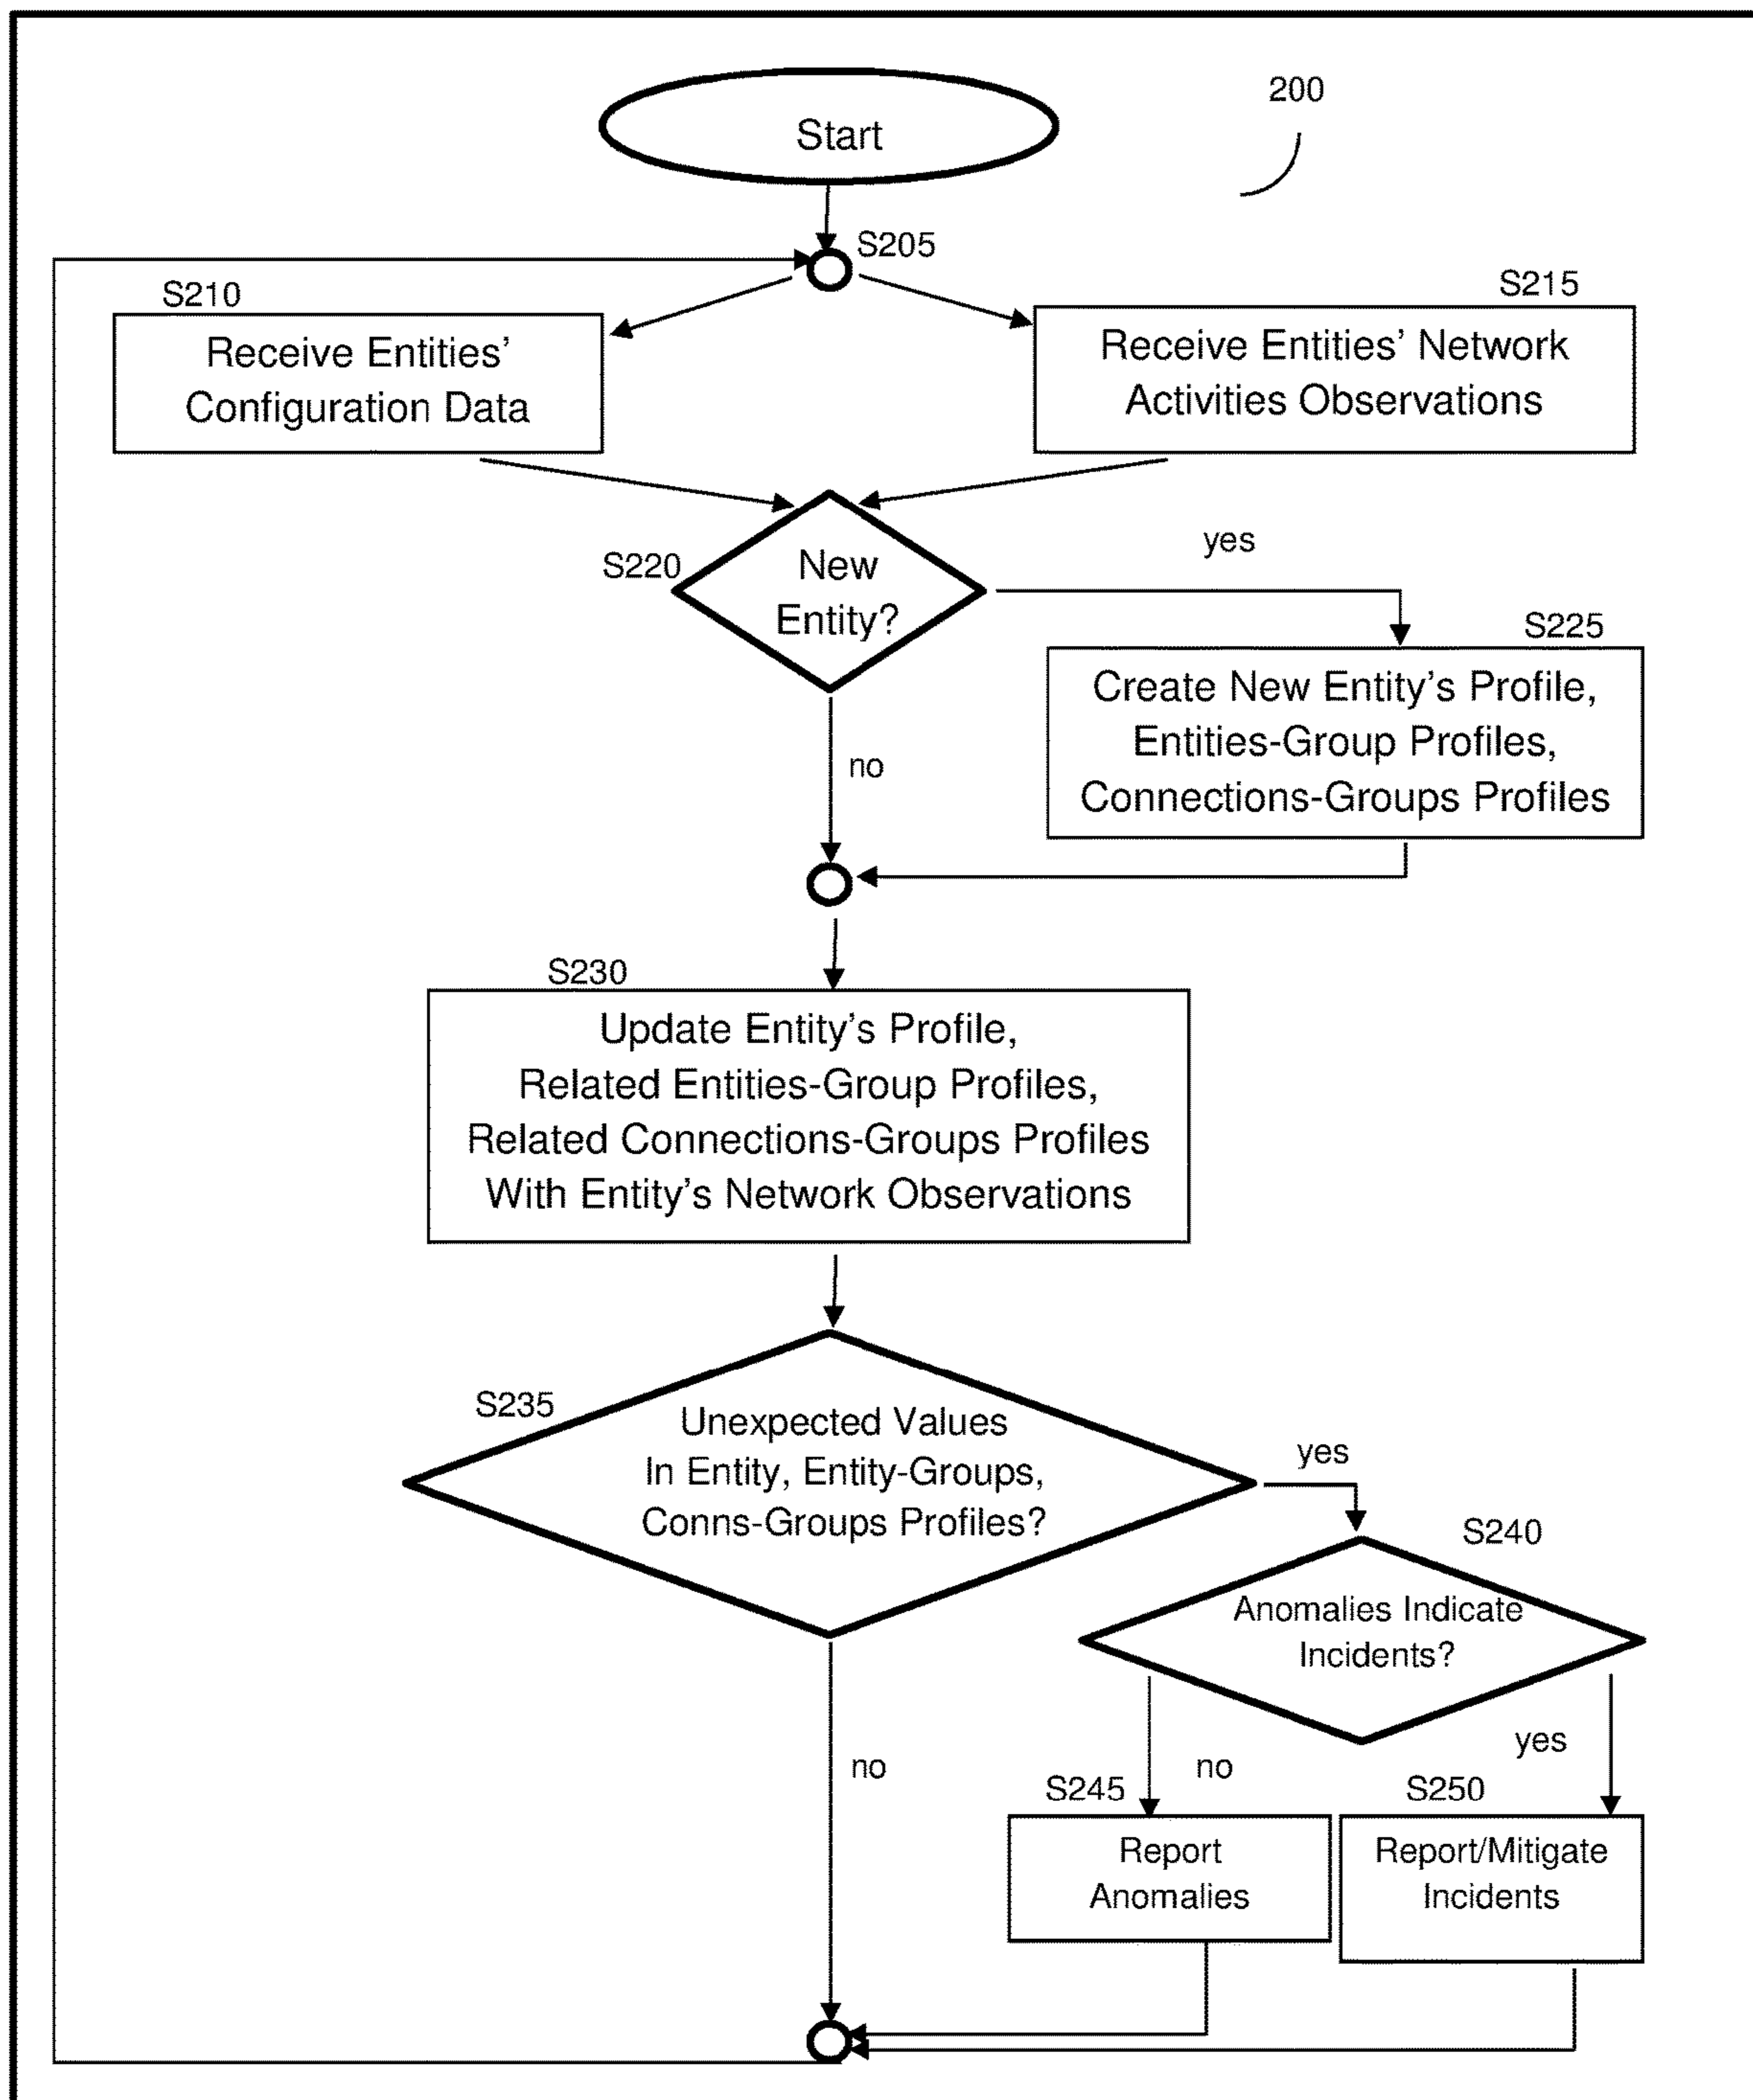 200
Start
S205
S210
S215
Receive Entities’
Configuration Data
Receive Entities’ Network
Activities Observations
S220
New
Entity?
yes
S225
Create New Entity’s Profile,
Entities-Group Profiles,
Connections-Groups Profiles
no
S230
Update Entity’s Profile,
Related Entities-Group Profiles,
Related Connections-Groups Profiles
With Entity’s Network Observations
S235
Unexpected Values
In Entity, Entity-Groups,
Conns-Groups Profiles?
yes
S240
Anomalies Indicate
Incidents?
no
no
yes
S245
S250
Report
Anomalies
Report/Mitigate
Incidents